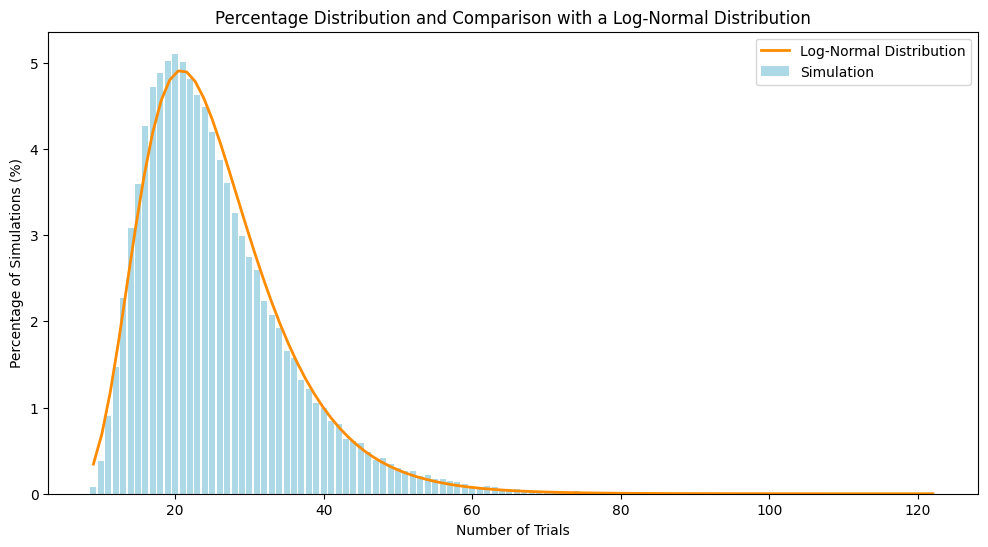 Percentage Distribution and Comparison with a Log-Normal Distribution
Log-Normal Distribution
Simulation
Percentage of Simulations (%)
5
4
3
2
1
0
20 40 60 80 100 120
Number of Trials